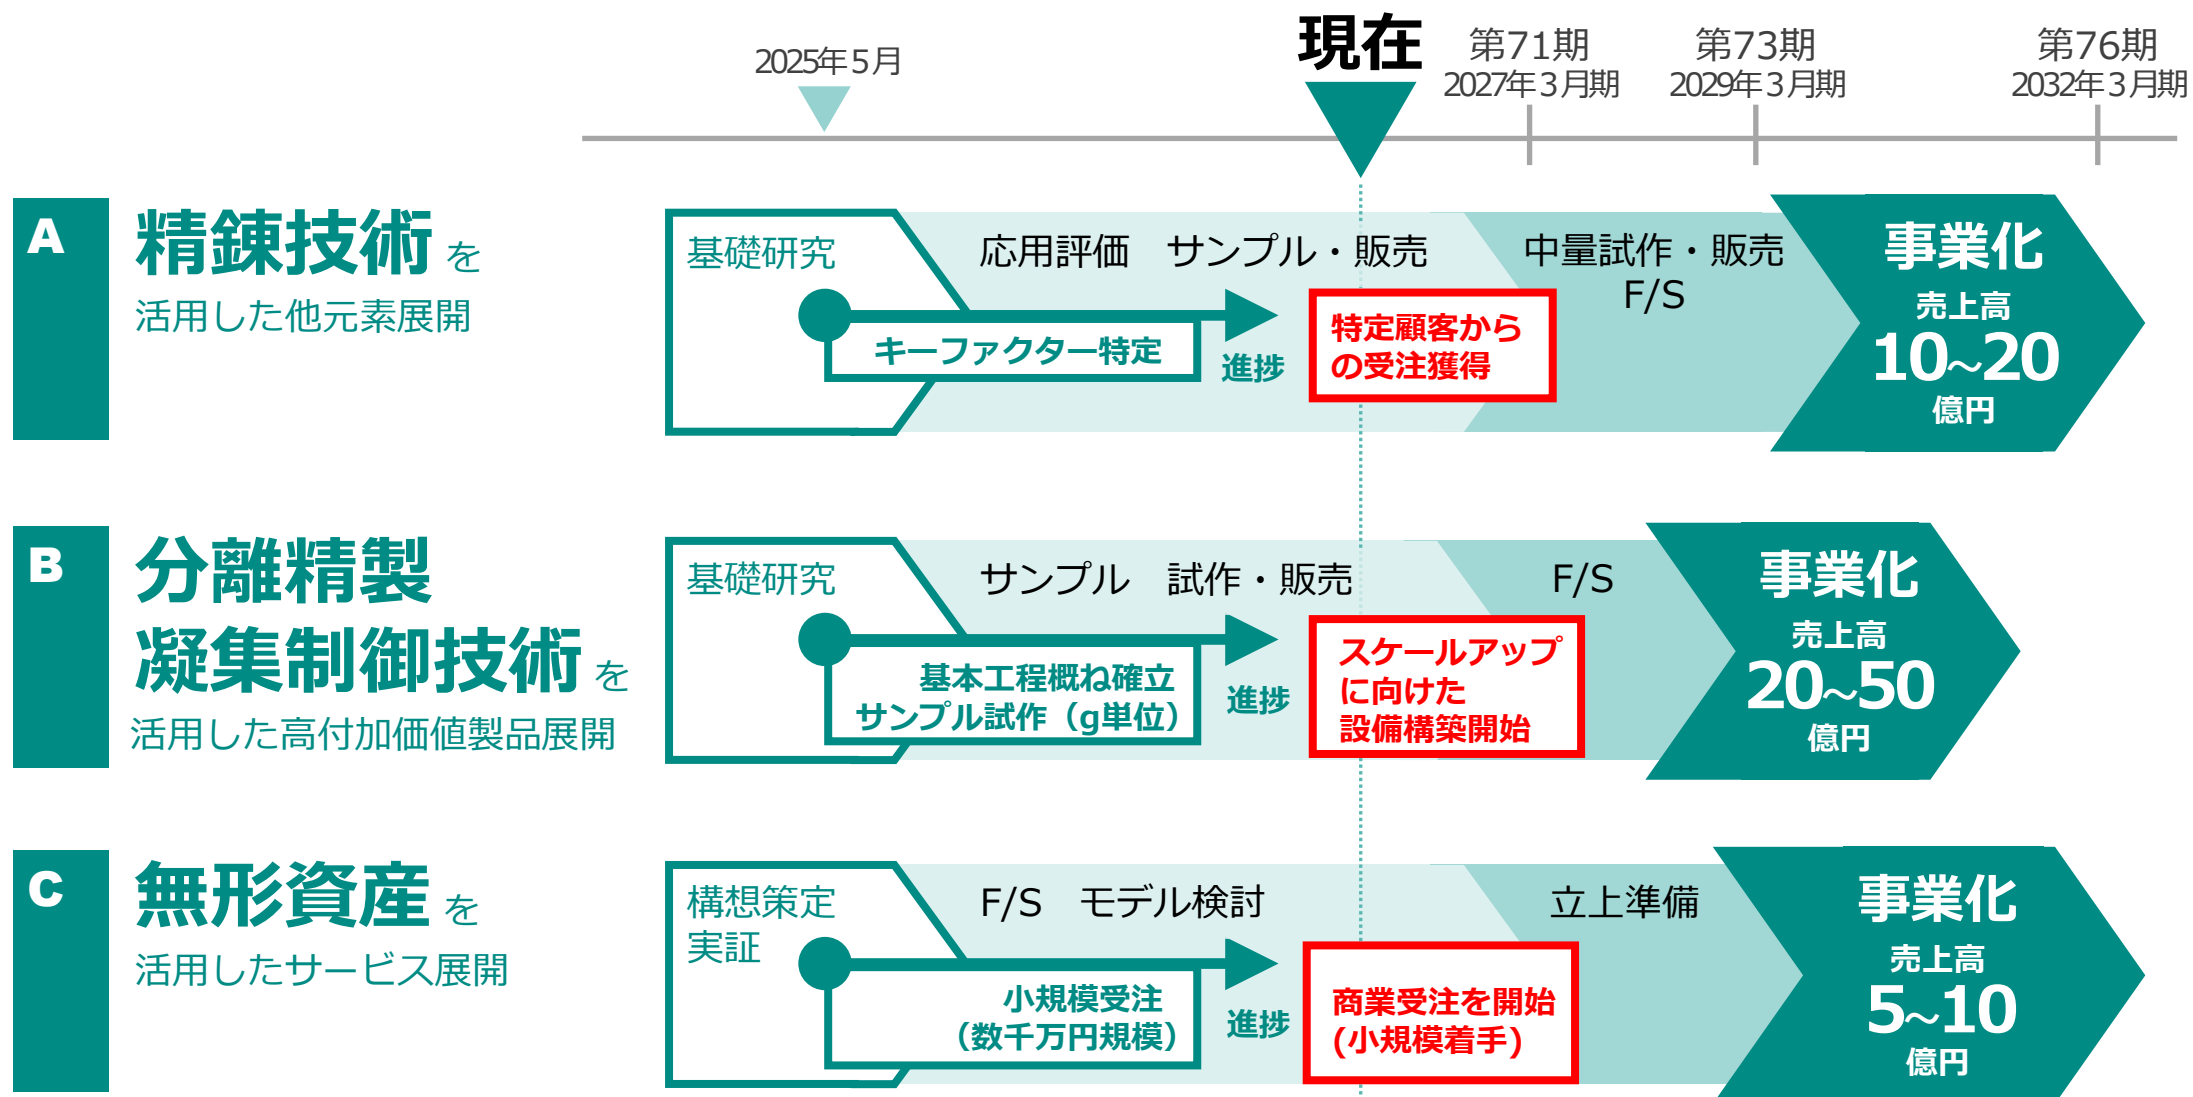 2025年5月
現在
第71期
2027年3月期
第73期
2029年3月期
第76期
2032年3月期
A
精錬技術を
活用した他元素展開
基礎研究
応用評価 サンプル・販売
中量試作・販売
F/S
キーファクター特定
進捗
特定顧客から
の受注獲得
事業化
売上高
10~20
億円
B
分離精製
凝集制御技術を
活用した高付加価値製品展開
基礎研究
サンプル 試作・販売
F/S
基本工程概ね確立
サンプル試作（g単位）
進捗
スケールアップ
に向けた
設備構築開始
事業化
売上高
20~50
億円
C
無形資産を
活用したサービス展開
構想策定
実証
F/S モデル検討
立上準備
小規模受注
（数千万円規模）
進捗
商業受注を開始
(小規模着手)
事業化
売上高
5~10
億円